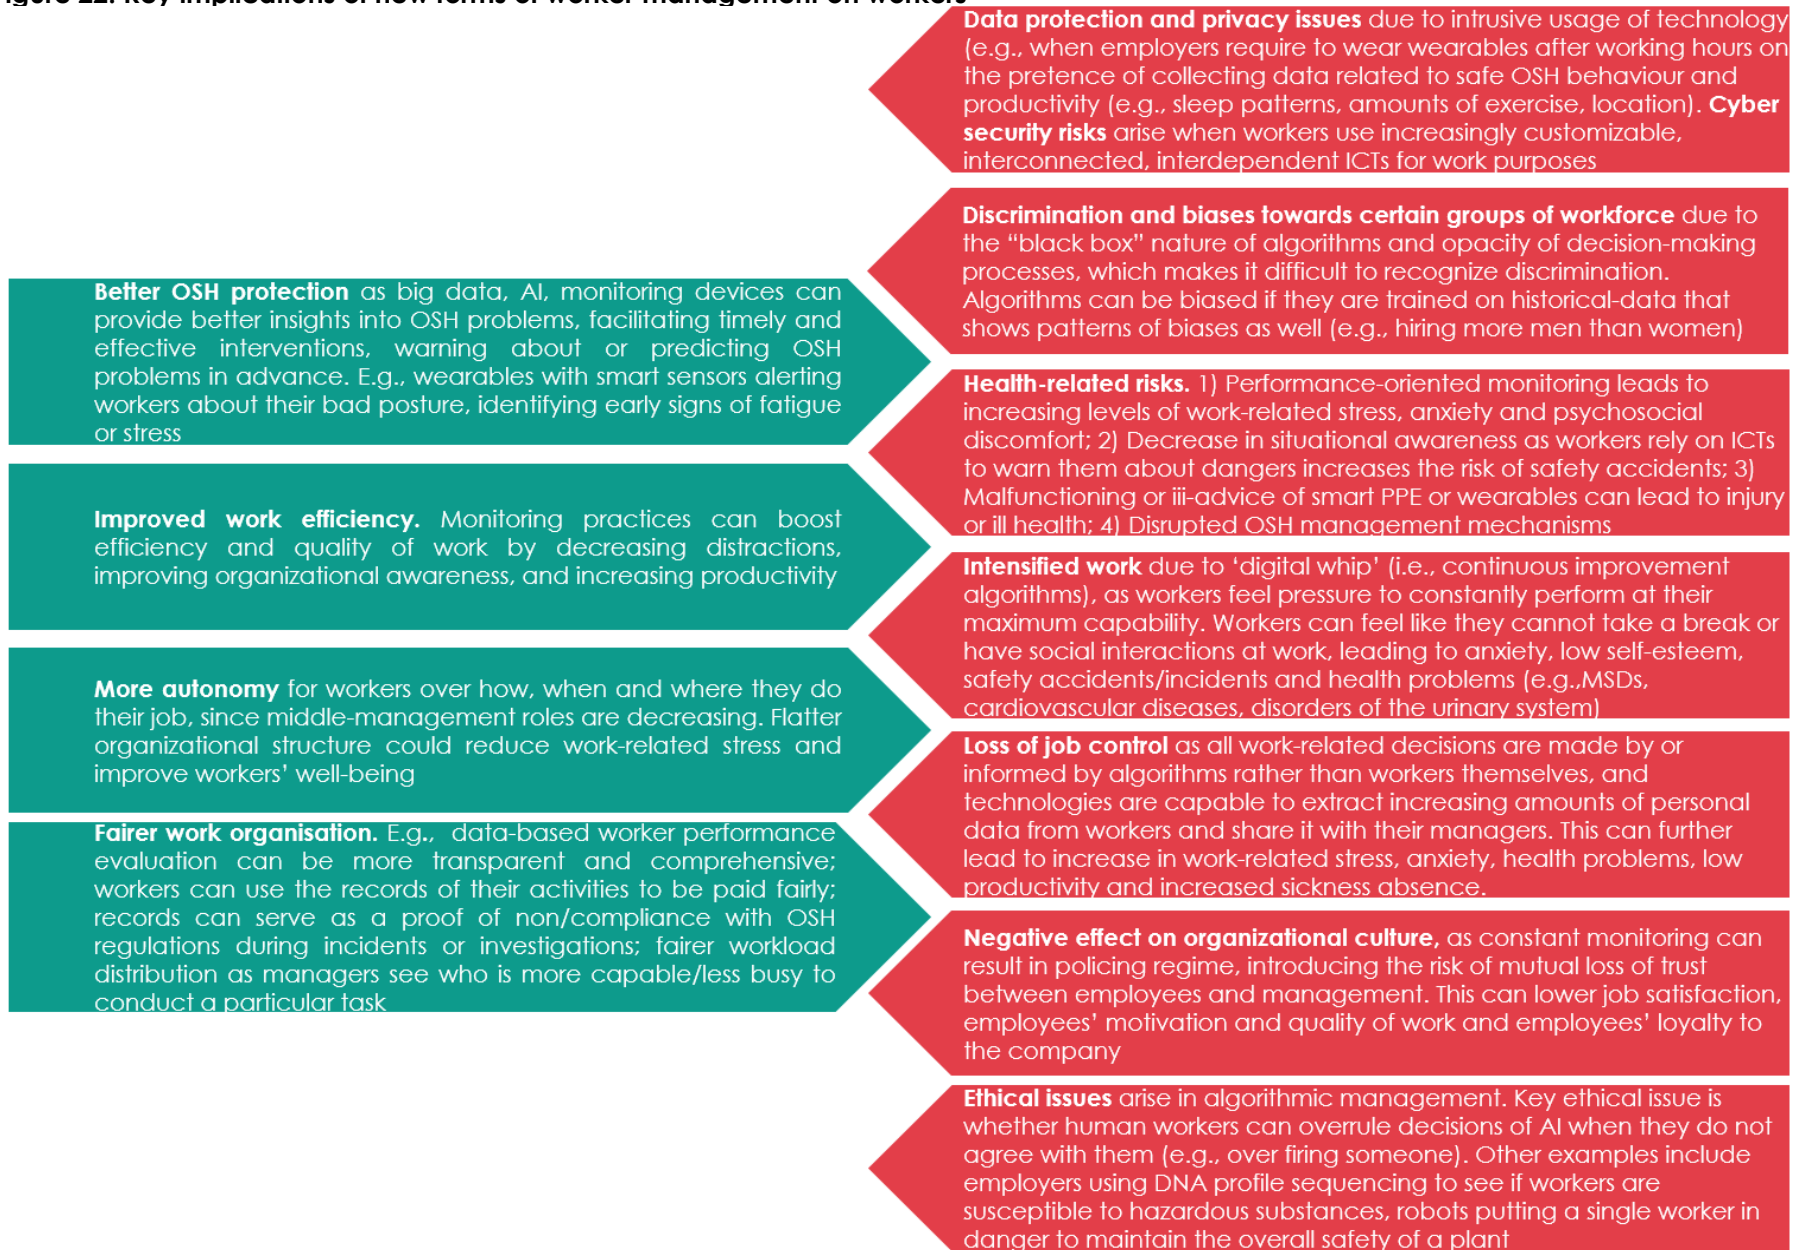 igure 22. Key implications of new forms of worker management on workers
Better OSH protection as big data, AI, monitoring devices can
provide better insights into OSH problems, facilitating timely and
effective interventions, warning about or predicting OSH
problems in advance. E.g., wearables with smart sensors alerting
workers about their bad posture, identifying early signs of fatigue
or stress
Improved work efficiency. Monitoring practices can boost
efficiency and quality of work by decreasing distractions,
improving organizational awareness, and increasing productivity
More autonomy for workers over how, when and where they do
their job, since middle-management roles are decreasing. Flatter
organizational structure could reduce work-related stress and
improve workers’ well-being
Fairer work organisation. E.g., data-based worker performance
evaluation can be more transparent and comprehensive;
workers can use the records of their activities to be paid fairly;
records can serve as a proof of non/compliance with OSH
regulations during incidents or investigations; fairer workload
distribution as managers see who is more capable/less busy to
conduct a particular task
Data protection and privacy issues due to intrusive usage of technology
(e.g., when employers require to wear wearables after working hours on
the pretence of collecting data related to safe OSH behaviour and
productivity (e.g., sleep patterns, amounts of exercise, location). Cyber
security risks arise when workers use increasingly customizable,
interconnected, interdependent ICTs for work purposes
Discrimination and biases towards certain groups of workforce due to
the “black box” nature of algorithms and opacity of decision-making
processes, which makes it difficult to recognize discrimination.
Algorithms can be biased if they are trained on historical-data that
shows patterns of biases as well (e.g., hiring more men than women)
Health-related risks. 1) Performance-oriented monitoring leads to
increasing levels of work-related stress, anxiety and psychosocial
discomfort; 2) Decrease in situational awareness as workers rely on ICTs
to warn them about dangers increases the risk of safety accidents; 3)
Malfunctioning or iii-advice of smart PPE or wearables can lead to injury
or ill health; 4) Disrupted OSH management mechanisms
Intensified work due to ‘digital whip’ (i.e., continuous improvement
algorithms), as workers feel pressure to constantly perform at their
maximum capability. Workers can feel like they cannot take a break or
have social interactions at work, leading to anxiety, low self-esteem,
safety accidents/incidents and health problems (e.g.,MSDs,
cardiovascular diseases, disorders of the urinary system)
Loss of job control as all work-related decisions are made by or
informed by algorithms rather than workers themselves, and
technologies are capable to extract increasing amounts of personal
data from workers and share it with their managers. This can further
lead to increase in work-related stress, anxiety, health problems, low
productivity and increased sickness absence.
Negative effect on organizational culture, as constant monitoring can
result in policing regime, introducing the risk of mutual loss of trust
between employees and management. This can lower job satisfaction,
employees’ motivation and quality of work and employees’ loyalty to
the company
Ethical issues arise in algorithmic management. Key ethical issue is
whether human workers can overrule decisions of AI when they do not
agree with them (e.g., over firing someone). Other examples include
employers using DNA profile sequencing to see if workers are
susceptible to hazardous substances, robots putting a single worker in
danger to maintain the overall safety of a plant